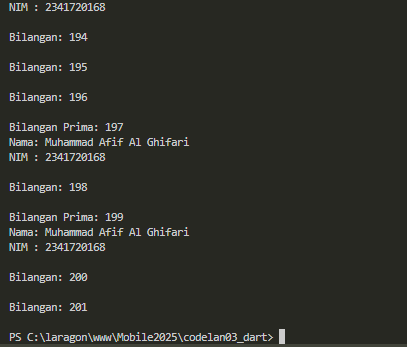 NIM : 2341720168
Bilangan: 194
Bilangan: 195
Bilangan: 196
Bilangan Prima: 197
Nama: Muhammad Afif Al Ghifari
NIM : 2341720168
Bilangan: 198
Bilangan Prima: 199
Nama: Muhammad Afif Al Ghifari
NIM : 2341720168
Bilangan: 200
Bilangan: 201
PS C:\laragon\www\Mobile2025\codelan03_dart>